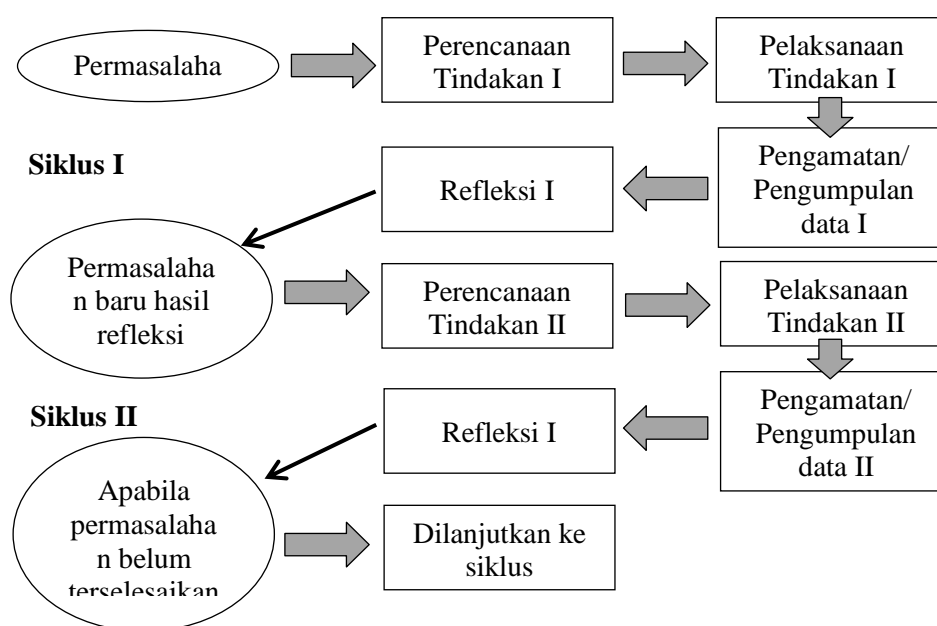 Permasalaha
Perencanaan
Tindakan I
Pelaksanaan
Tindakan I
Siklus I
Refleksi I
Pengamatan/
Pengumpulan
data I
Permasalaha
n baru hasil
refleksi
Perencanaan
Tindakan II
Pelaksanaan
Tindakan II
Siklus II
Refleksi I
Pengamatan/
Pengumpulan
data II
Apabila
permasalaha
n belum
terselesaikan
Dilanjutkan ke
siklus